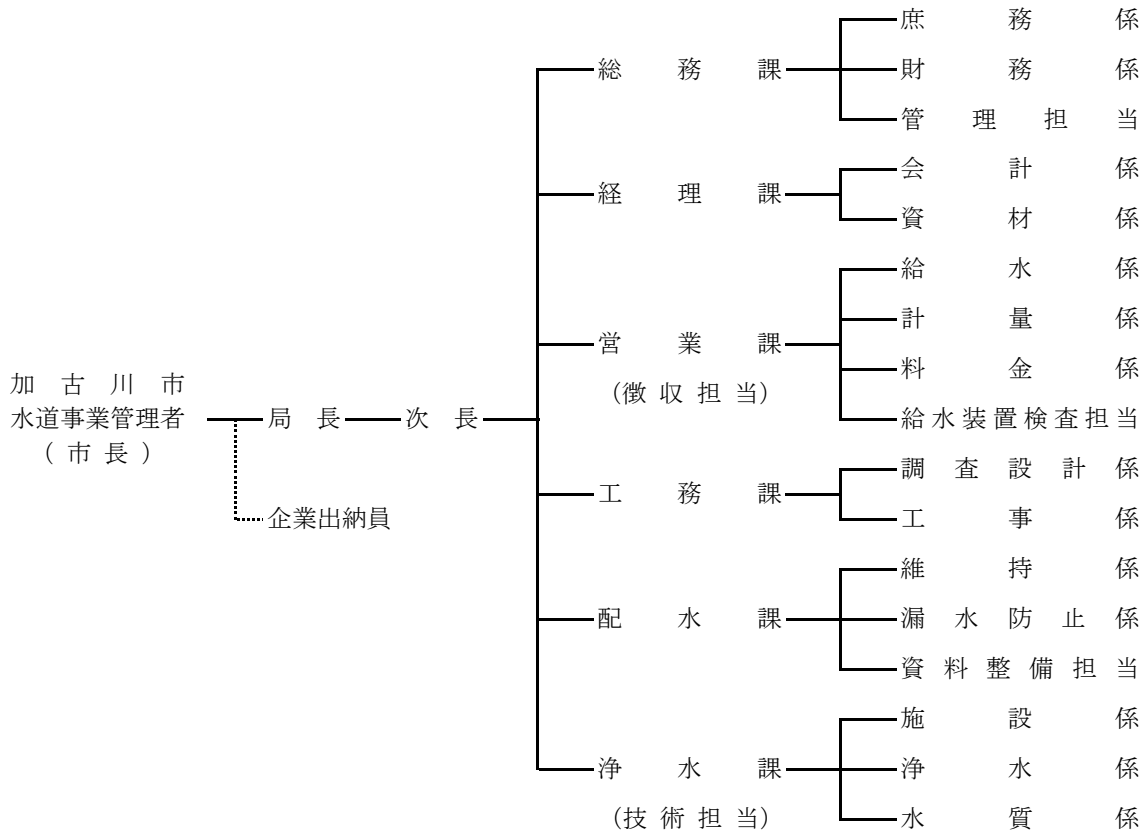 加古川市
水道事業管理者
(市長)
局長
次長
企業出納員
総務課
庶務係
財務係
管理担当
経理課
会計係
資材係
営業課
(徴収担当)
給水係
計量係
料金係
給水装置検査担当
工務課
調査設計係
工事係
配水課
維持係
漏水防止係
資料整備担当
浄水課
(技術担当)
施設係
浄水係
水質係